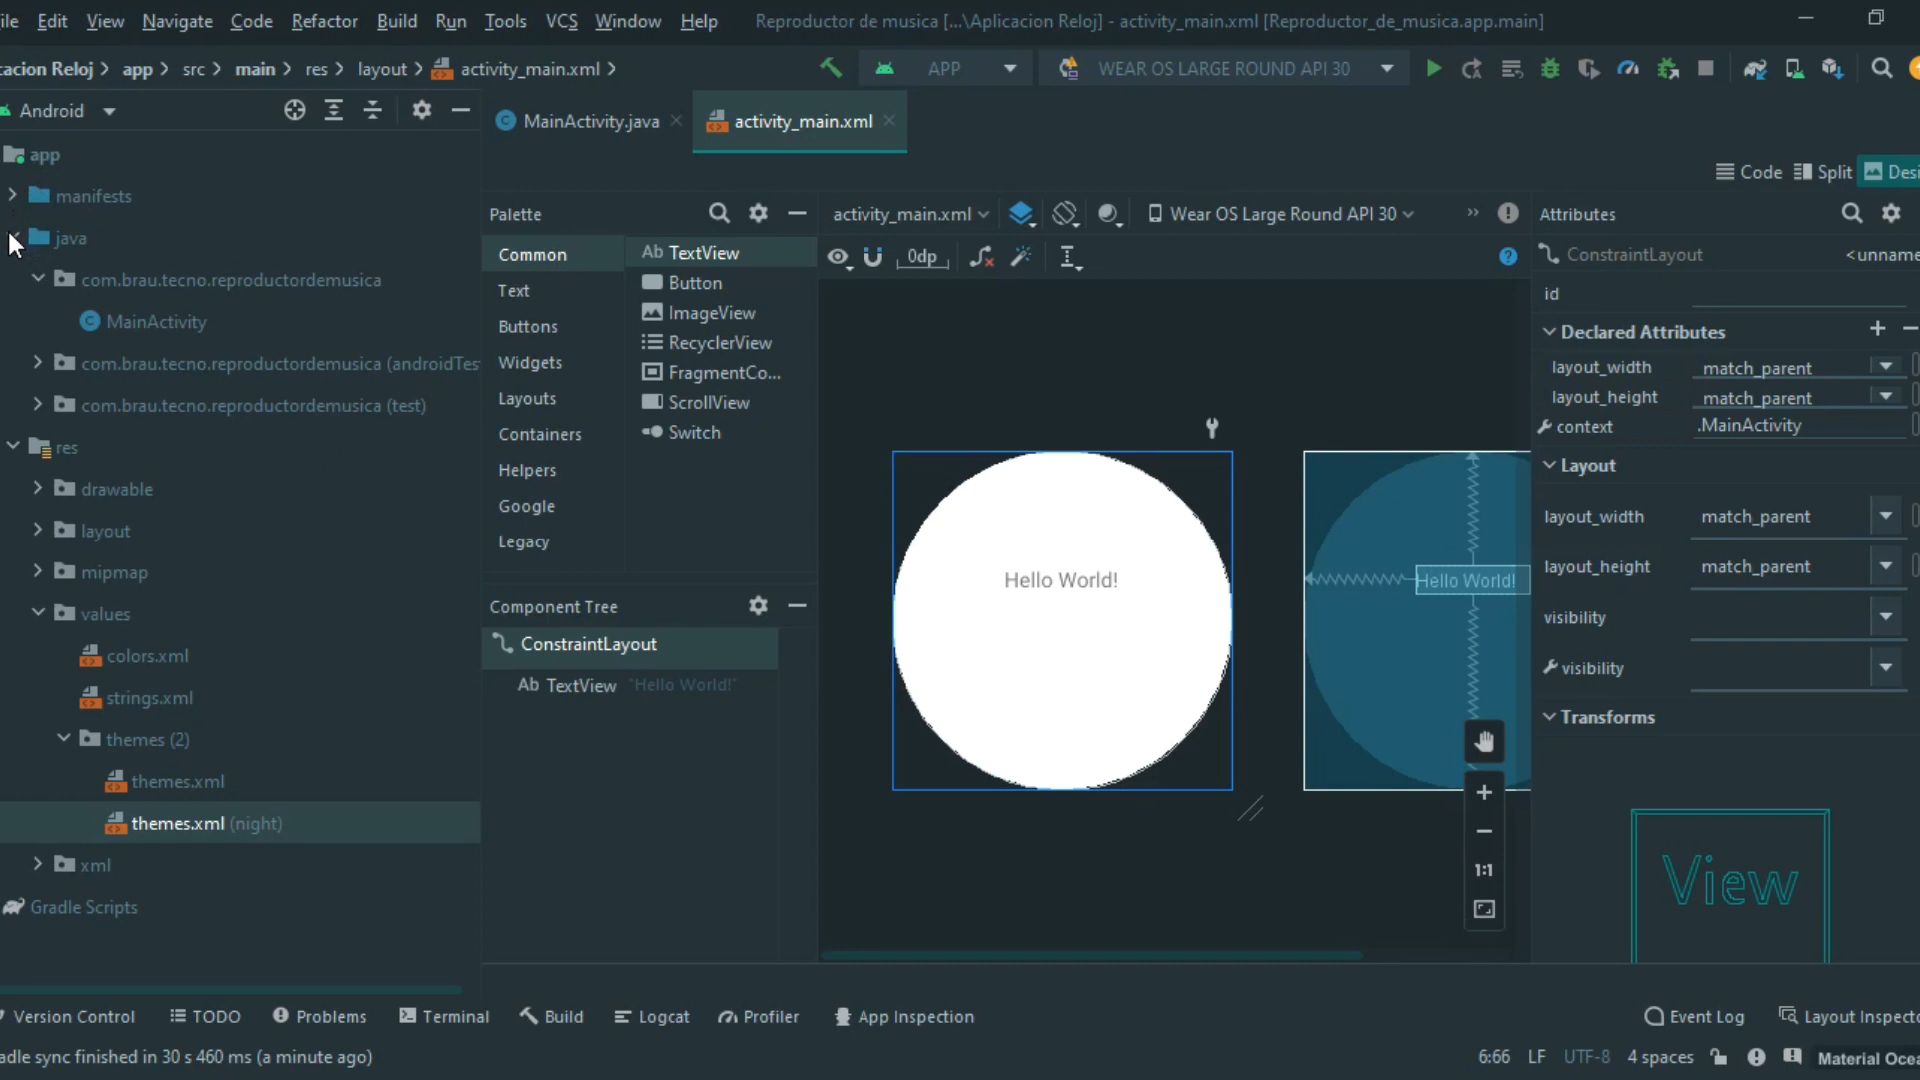 ile Edit View Navigate Code Refactor Build Run Tools VCS Window Help Reproductor de musica [...\Aplicacion Reloj] - activity_main.xml [Reproductor_de_musica.app.main]
cacion Reloj app src main res layout activity_main.xml APP WEAR OS LARGE ROUND API 30
Android
MainActivity.java activity_main.xml
app
manifests
java
com.brau.tecno.reproductordemusica
MainActivity
com.brau.tecno.reproductordemusica (androidTes
com.brau.tecno.reproductordemusica (test)
res
drawable
layout
mipmap
values
colors.xml
strings.xml
themes (2)
themes.xml
themes.xml (night)
xml
Gradle Scripts
Code Split Desi
Palette
Common
Text
Buttons
Widgets
Layouts
Containers
Helpers
Google
Legacy
Ab TextView
Button
ImageView
RecyclerView
FragmentCo...
ScrollView
Switch
Component Tree
ConstraintLayout
Ab TextView "Hello World!"
activity_main.xml Wear OS Large Round API 30 »
0dp
Hello World!
Hello World!
1:1
Attributes
ConstraintLayout <unname
id
Declared Attributes
layout_width match_parent
layout_height match_parent
context .MainActivity
Layout
layout_width match_parent
layout_height match_parent
visibility
visibility
Transforms
View
Version Control TODO Problems Terminal Build Logcat Profiler App Inspection Event Log Layout Inspecto
adle sync finished in 30 s 460 ms (a minute ago) 6:66 LF UTF-8 4 spaces Material Ocea